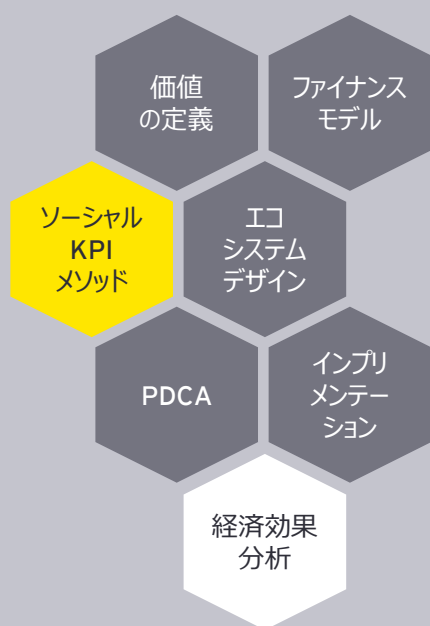 価値
の定義
ファイナンス
モデル
ソーシャル
KPI
メソッド
エコ
システム
デザイン
PDCA
インプリ
メンテー
ション
経済効果
分析